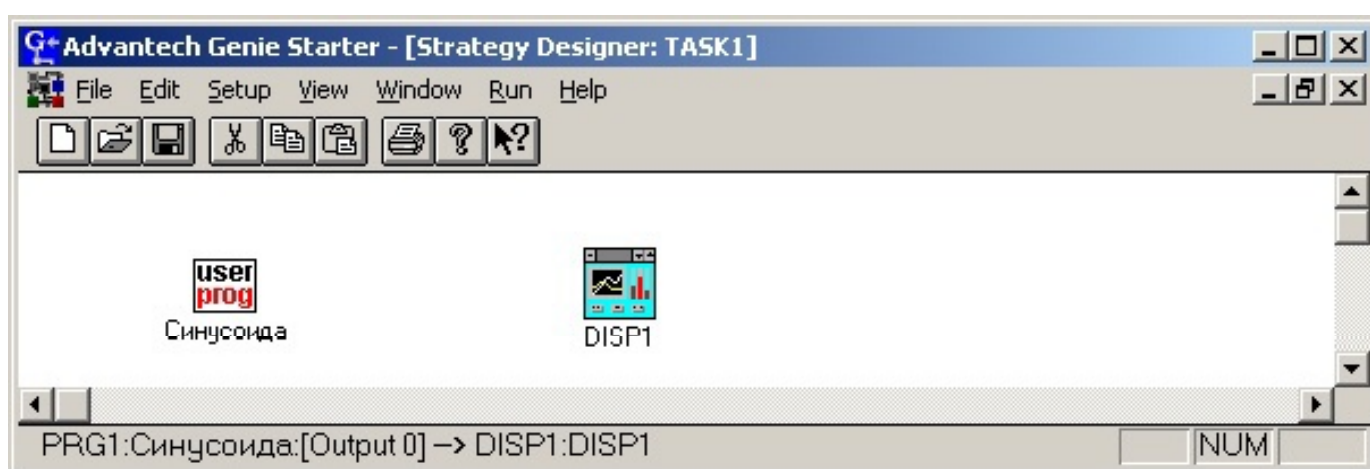 Advantech Genie Starter - [Strategy Designer: TASK1]
File Edit Setup View Window Run Help
user
prog
Синусоида
DISP1
PRG1:Синусоида:[Output 0] --> DISP1:DISP1 NUM